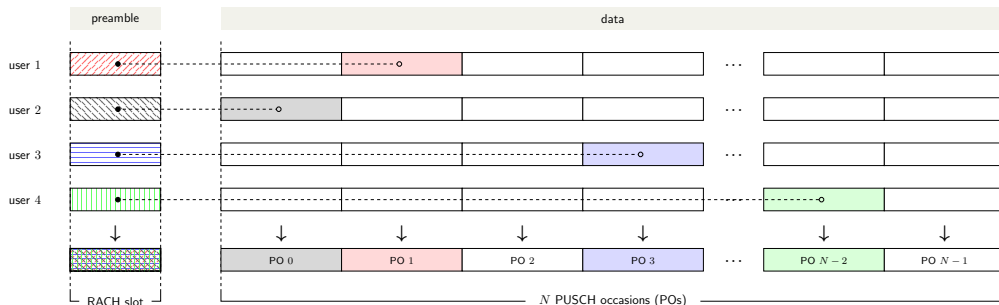 preamble data
user 1 ...
user 2 ...
user 3 ...
user 4 ...
↓ ↓ ↓ ↓ ↓ ↓ ↓
PO 0 PO 1 PO 2 PO 3 ... PO N−2 PO N−1
RACH slot N PUSCH occasions (POs)